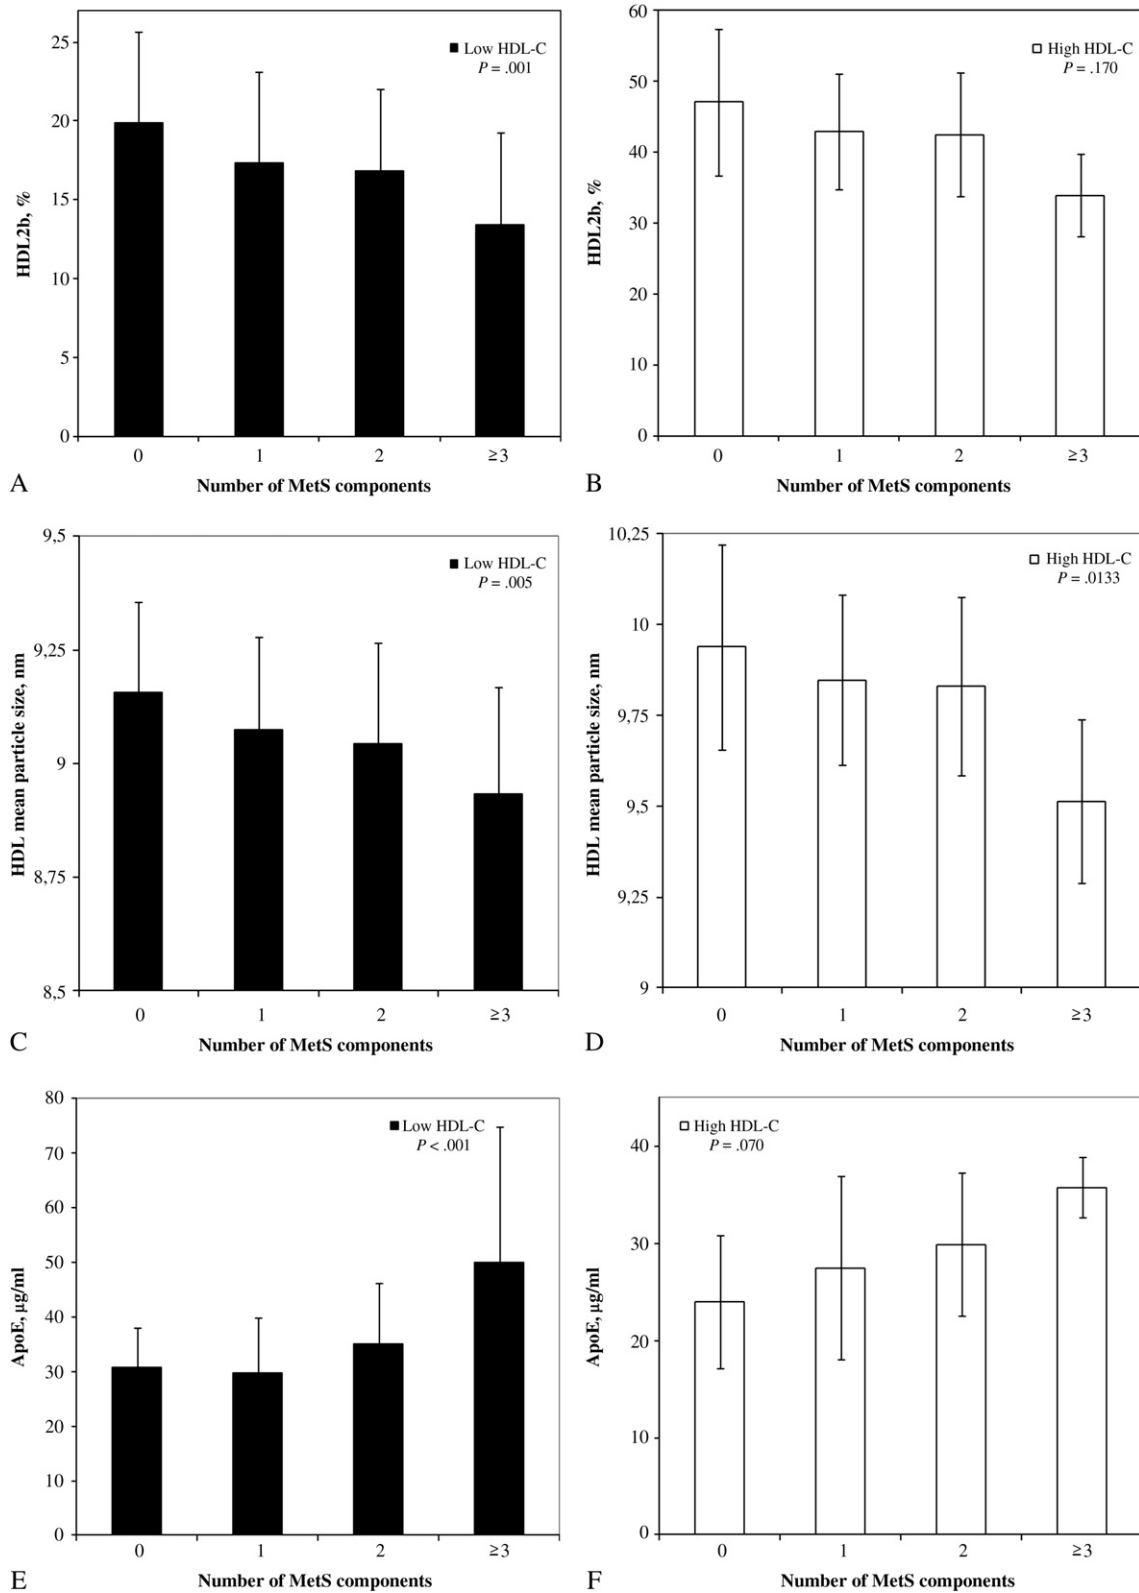 25
20
15
10
5
0
HDL2b, %
■ Low HDL-C
P = .001
0 1 2 ≥3
Number of MetS components
A
60
50
40
30
20
10
0
HDL2b, %
□ High HDL-C
P = .170
0 1 2 ≥3
Number of MetS components
B
9,5
9,25
9
8,75
8,5
HDL mean particle size, nm
■ Low HDL-C
P = .005
0 1 2 ≥3
Number of MetS components
C
10,25
10
9,75
9,5
9,25
9
HDL mean particle size, nm
□ High HDL-C
P = .0133
0 1 2 ≥3
Number of MetS components
D
80
70
60
50
40
30
20
10
0
ApoE, μg/ml
■ Low HDL-C
P < .001
0 1 2 ≥3
Number of MetS components
E
40
30
20
10
0
ApoE, μg/ml
□ High HDL-C
P = .070
0 1 2 ≥3
Number of MetS components
F